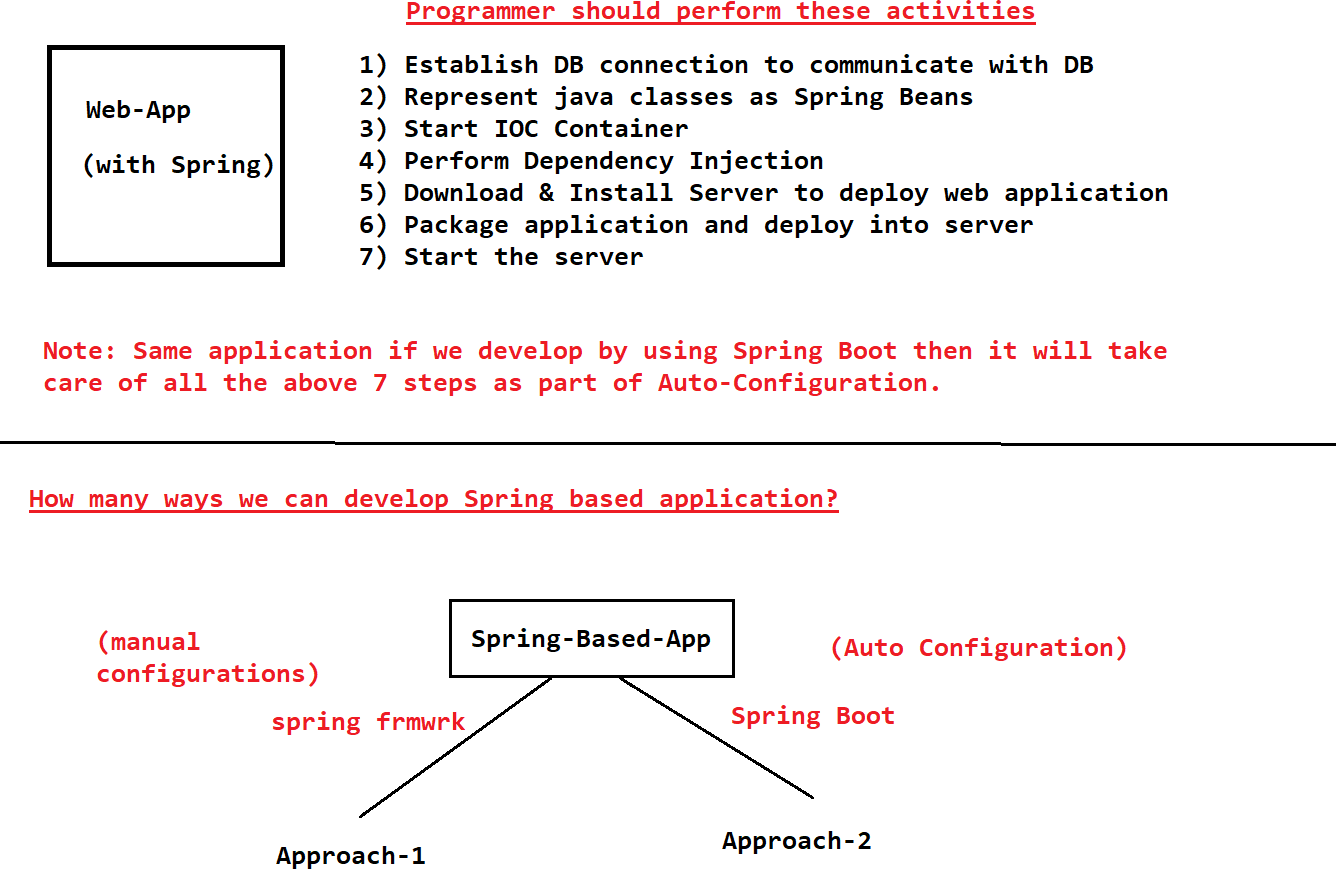 Programmer should perform these activities
Web-App
(with Spring)
1) Establish DB connection to communicate with DB
2) Represent java classes as Spring Beans
3) Start IOC Container
4) Perform Dependency Injection
5) Download & Install Server to deploy web application
6) Package application and deploy into server
7) Start the server
Note: Same application if we develop by using Spring Boot then it will take
care of all the above 7 steps as part of Auto-Configuration.
How many ways we can develop Spring based application?
Spring-Based-App
(manual
configurations)
(Auto Configuration)
spring frmwrk
Spring Boot
Approach-1
Approach-2